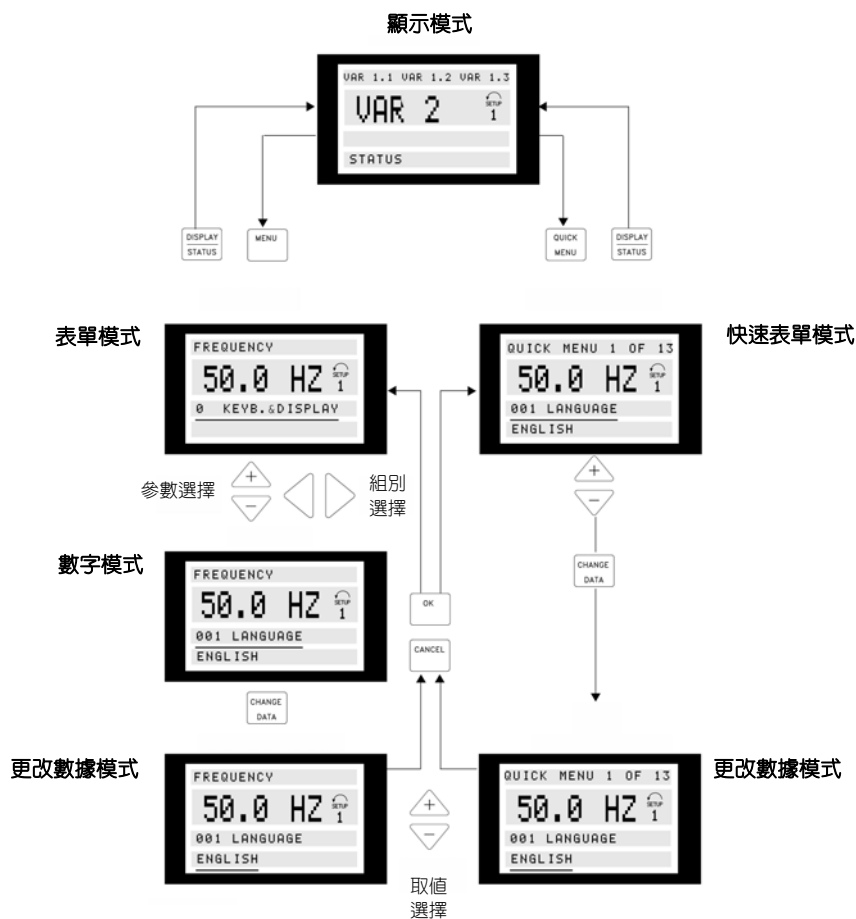 顯示模式
VAR 1.1 VAR 1.2 VAR 1.3
VAR 2
SETUP
1
STATUS
DISPLAY
STATUS
MENU
QUICK
MENU
DISPLAY
STATUS
表單模式
FREQUENCY
50.0 HZ
SETUP
1
0 KEYB.&DISPLAY
快速表單模式
QUICK MENU 1 OF 13
50.0 HZ
SETUP
1
001 LANGUAGE
ENGLISH
參數選擇
+
−
組別
選擇
+
−
數字模式
FREQUENCY
50.0 HZ
SETUP
1
001 LANGUAGE
ENGLISH
CHANGE
DATA
OK
CANCEL
CHANGE
DATA
更改數據模式
FREQUENCY
50.0 HZ
SETUP
1
001 LANGUAGE
ENGLISH
+
−
取值
選擇
更改數據模式
QUICK MENU 1 OF 13
50.0 HZ
SETUP
1
001 LANGUAGE
ENGLISH